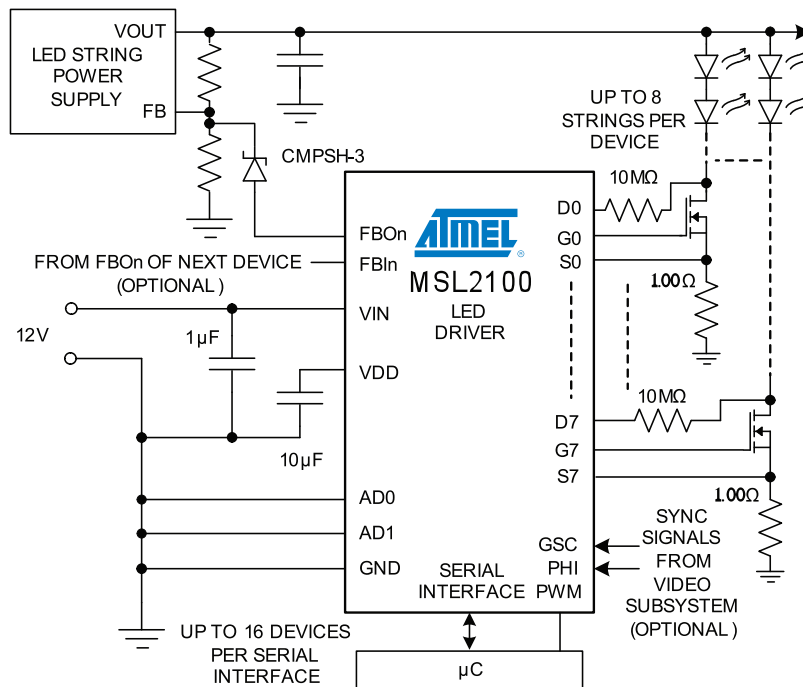 VOUT
LED STRING
POWER
SUPPLY
FB
UP TO 8
STRINGS PER
DEVICE
CMPSH-3
10MΩ
D0
G0
S0
FBOn
FBIn
ATMEL
®
MSL2100
LED
DRIVER
FROM FBOn OF NEXT DEVICE
(OPTIONAL)
1.00Ω
VIN
12V
1µF
VDD
10µF
10MΩ
D7
G7
S7
1.00Ω
AD0
AD1
GND
GSC
PHI
PWM
SERIAL
INTERFACE
SYNC
SIGNALS
FROM
VIDEO
SUBSYSTEM
(OPTIONAL)
UP TO 16 DEVICES
PER SERIAL
INTERFACE
µC